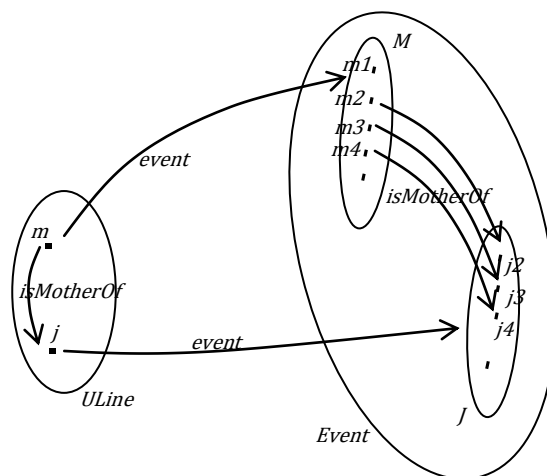 M
m1
m2
m3
m4
event
isMotherOf
m
isMotherOf
j
event
j2
j3
j4
ULine
J
Event